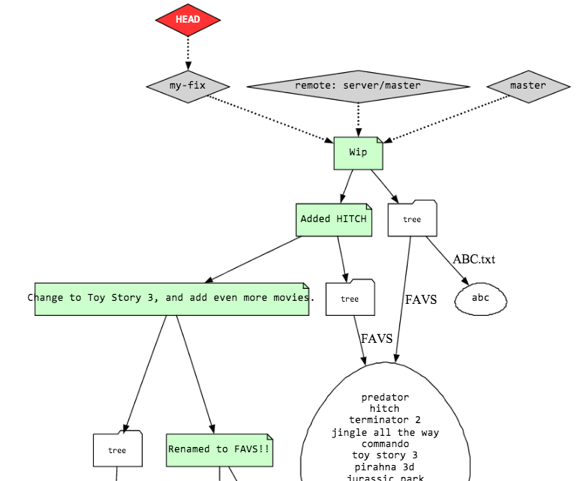 HEAD
my-fix
remote: server/master
master
Wip
Added HITCH
tree
ABC.txt
Change to Toy Story 3, and add even more movies.
tree
FAVS
abc
FAVS
predator
hitch
terminator 2
jingle all the way
commando
toy story 3
pirahna 3d
jurassic park
tree
Renamed to FAVS!!